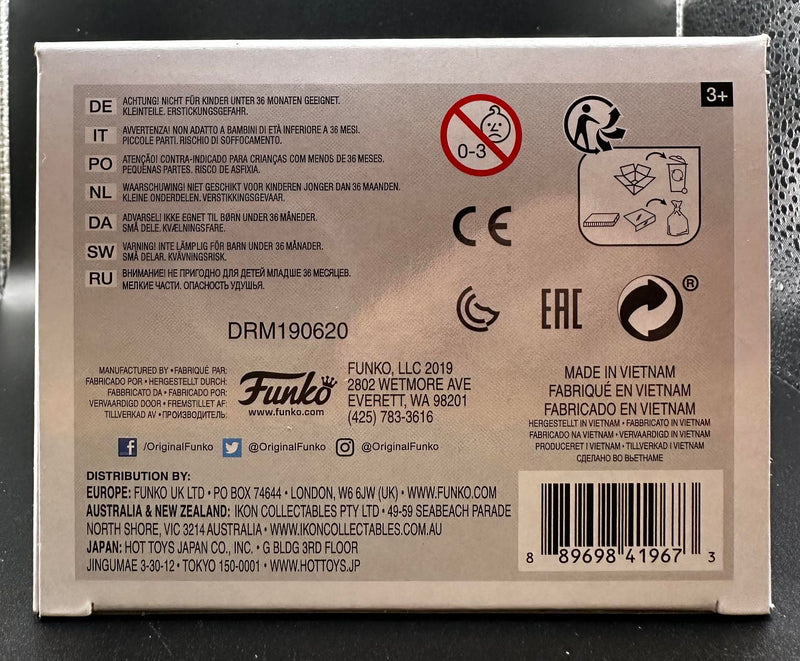 DE ACHTUNG! NICHT FÜR KINDER UNTER 36 MONATEN GEEIGNET.
KLEINTEILE. ERSTICKUNGSGEFAHR.
IT AVVERTENZA! NON ADATTO A BAMBINI DI ETÀ INFERIORE A 36 MESI.
PICCOLE PARTI. RISCHIO DI SOFFOCAMENTO.
PO ATENÇÃO! CONTRA-INDICADO PARA CRIANÇAS COM MENOS DE 36 MESES.
PEQUENAS PARTES. RISCO DE ASFIXIA.
NL WAARSCHUWING! NIET GESCHIKT VOOR KINDEREN JONGER DAN 36 MAANDEN.
KLEINE ONDERDELEN. VERSTIKKINGSGEVAAR.
DA ADVARSEL! IKKE EGNET TIL BØRN UNDER 36 MÅNEDER.
SMÅ DELE. KVÆLNINGSFARE.
SW VARNING! INTE LÄMPLIG FÖR BARN UNDER 36 MÅNADER.
SMÅ DELAR. KVÄVNINGSRISK.
RU ВНИМАНИЕ! НЕ ПРИГОДНО ДЛЯ ДЕТЕЙ МЛАДШЕ 36 МЕСЯЦЕВ.
МЕЛКИЕ ЧАСТИ. ОПАСНОСТЬ УДУШЬЯ.
0-3
3+
CE
EAC
®
DRM190620
MANUFACTURED BY • FABRIQUÉ PAR:
FABRICADO POR • HERGESTELLT DURCH:
FABBRICATO DA • FABRICADO POR:
VERVAARDIGD DOOR • FREMSTILLET AF:
TILLVERKAD AV • ПРОИЗВОДИТЕЛЬ:
Funko
www.funko.com
FUNKO, LLC 2019
2802 WETMORE AVE
EVERETT, WA 98201
(425) 783-3616
MADE IN VIETNAM
FABRIQUÉ EN VIETNAM
FABRICADO EN VIETNAM
HERGESTELLT IN VIETNAM • FABBRICATO IN VIETNAM
FABRICADO NA VIETNAM • VERVAARDIGD IN VIETNAM
PRODUCERET I VIETNAM • TILLVERKAD I VIETNAM
СДЕЛАНО ВО ВЬЕТНАМЕ
/OriginalFunko @OriginalFunko @OriginalFunko
DISTRIBUTION BY:
EUROPE: FUNKO UK LTD • PO BOX 74644 • LONDON, W6 6JW (UK) • WWW.FUNKO.COM
AUSTRALIA & NEW ZEALAND: IKON COLLECTABLES PTY LTD • 49-59 SEABEACH PARADE
NORTH SHORE, VIC 3214 AUSTRALIA • WWW.IKONCOLLECTABLES.COM.AU
JAPAN: HOT TOYS JAPAN CO., INC. • G BLDG 3RD FLOOR
JINGUMAE 3-30-12 • TOKYO 150-0001 • WWW.HOTTOYS.JP
8 89698 41967 3